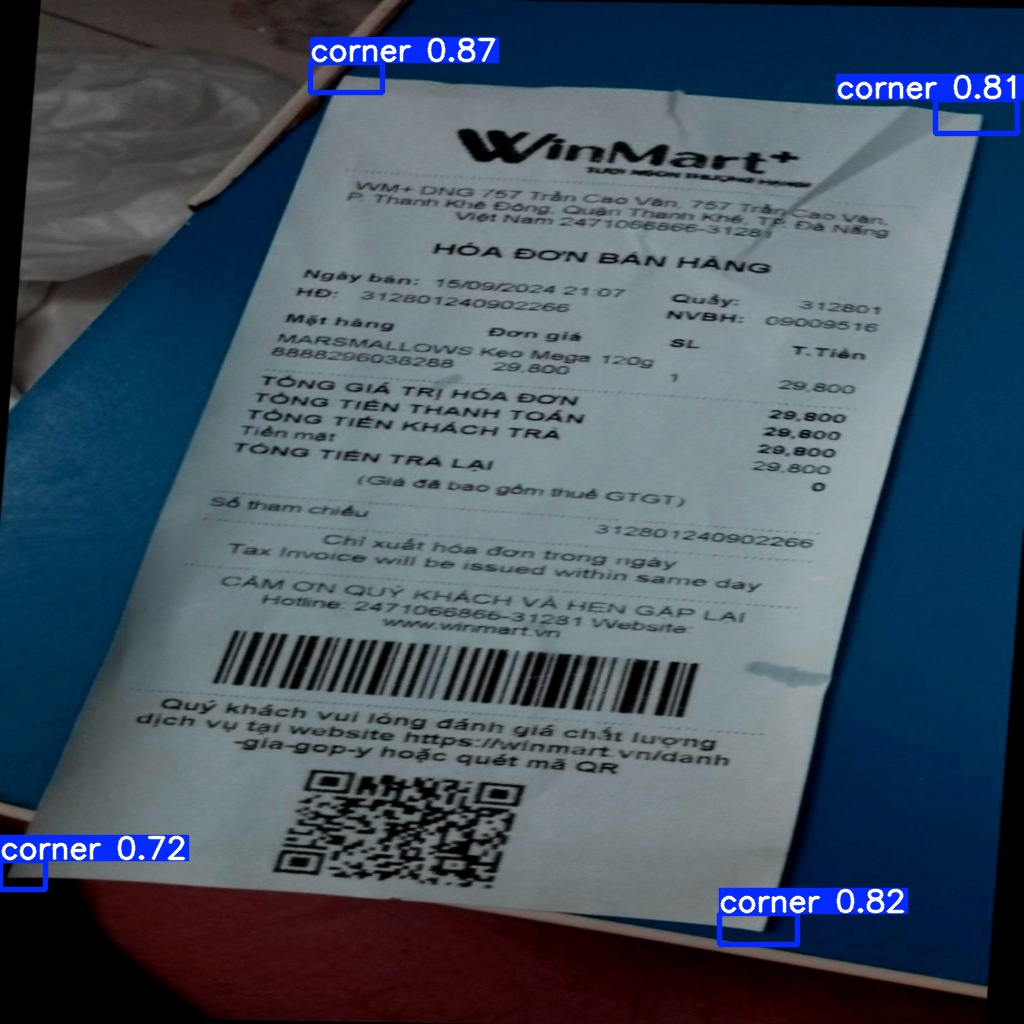 corner 0.87
corner 0.81
WinMart+
TƯƠI NGON THƯỢNG HẠNG
WM+ DNG 757 Trần Cao Vân, 757 Trần Cao Vân,
P. Thanh Khê Đông, Quận Thanh Khê, TP. Đà Nẵng
Việt Nam 2471066866-31281
HÓA ĐƠN BÁN HÀNG
Ngày bán: 15/09/2024 21:07 Quầy: 312801
HĐ: 312801240902266 NVBH: 09009516
Mặt hàng Đơn giá SL T.Tiền
MARSMALLOWS Kẹo Mega 120g
8888296038288 29,800 1 29,800
TỔNG GIÁ TRỊ HÓA ĐƠN 29,800
TỔNG TIỀN THANH TOÁN 29,800
TỔNG TIỀN KHÁCH TRẢ 29,800
Tiền mặt 29,800
TỔNG TIỀN TRẢ LẠI 0
(Giá đã bao gồm thuế GTGT)
Số tham chiếu 312801240902266
Chỉ xuất hóa đơn trong ngày
Tax Invoice will be issued within same day
CẢM ƠN QUÝ KHÁCH VÀ HẸN GẶP LẠI
Hotline: 2471066866-31281 Website:
www.winmart.vn
Quý khách vui lòng đánh giá chất lượng
dịch vụ tại website https://winmart.vn/danh
-gia-gop-y hoặc quét mã QR
corner 0.72
corner 0.82